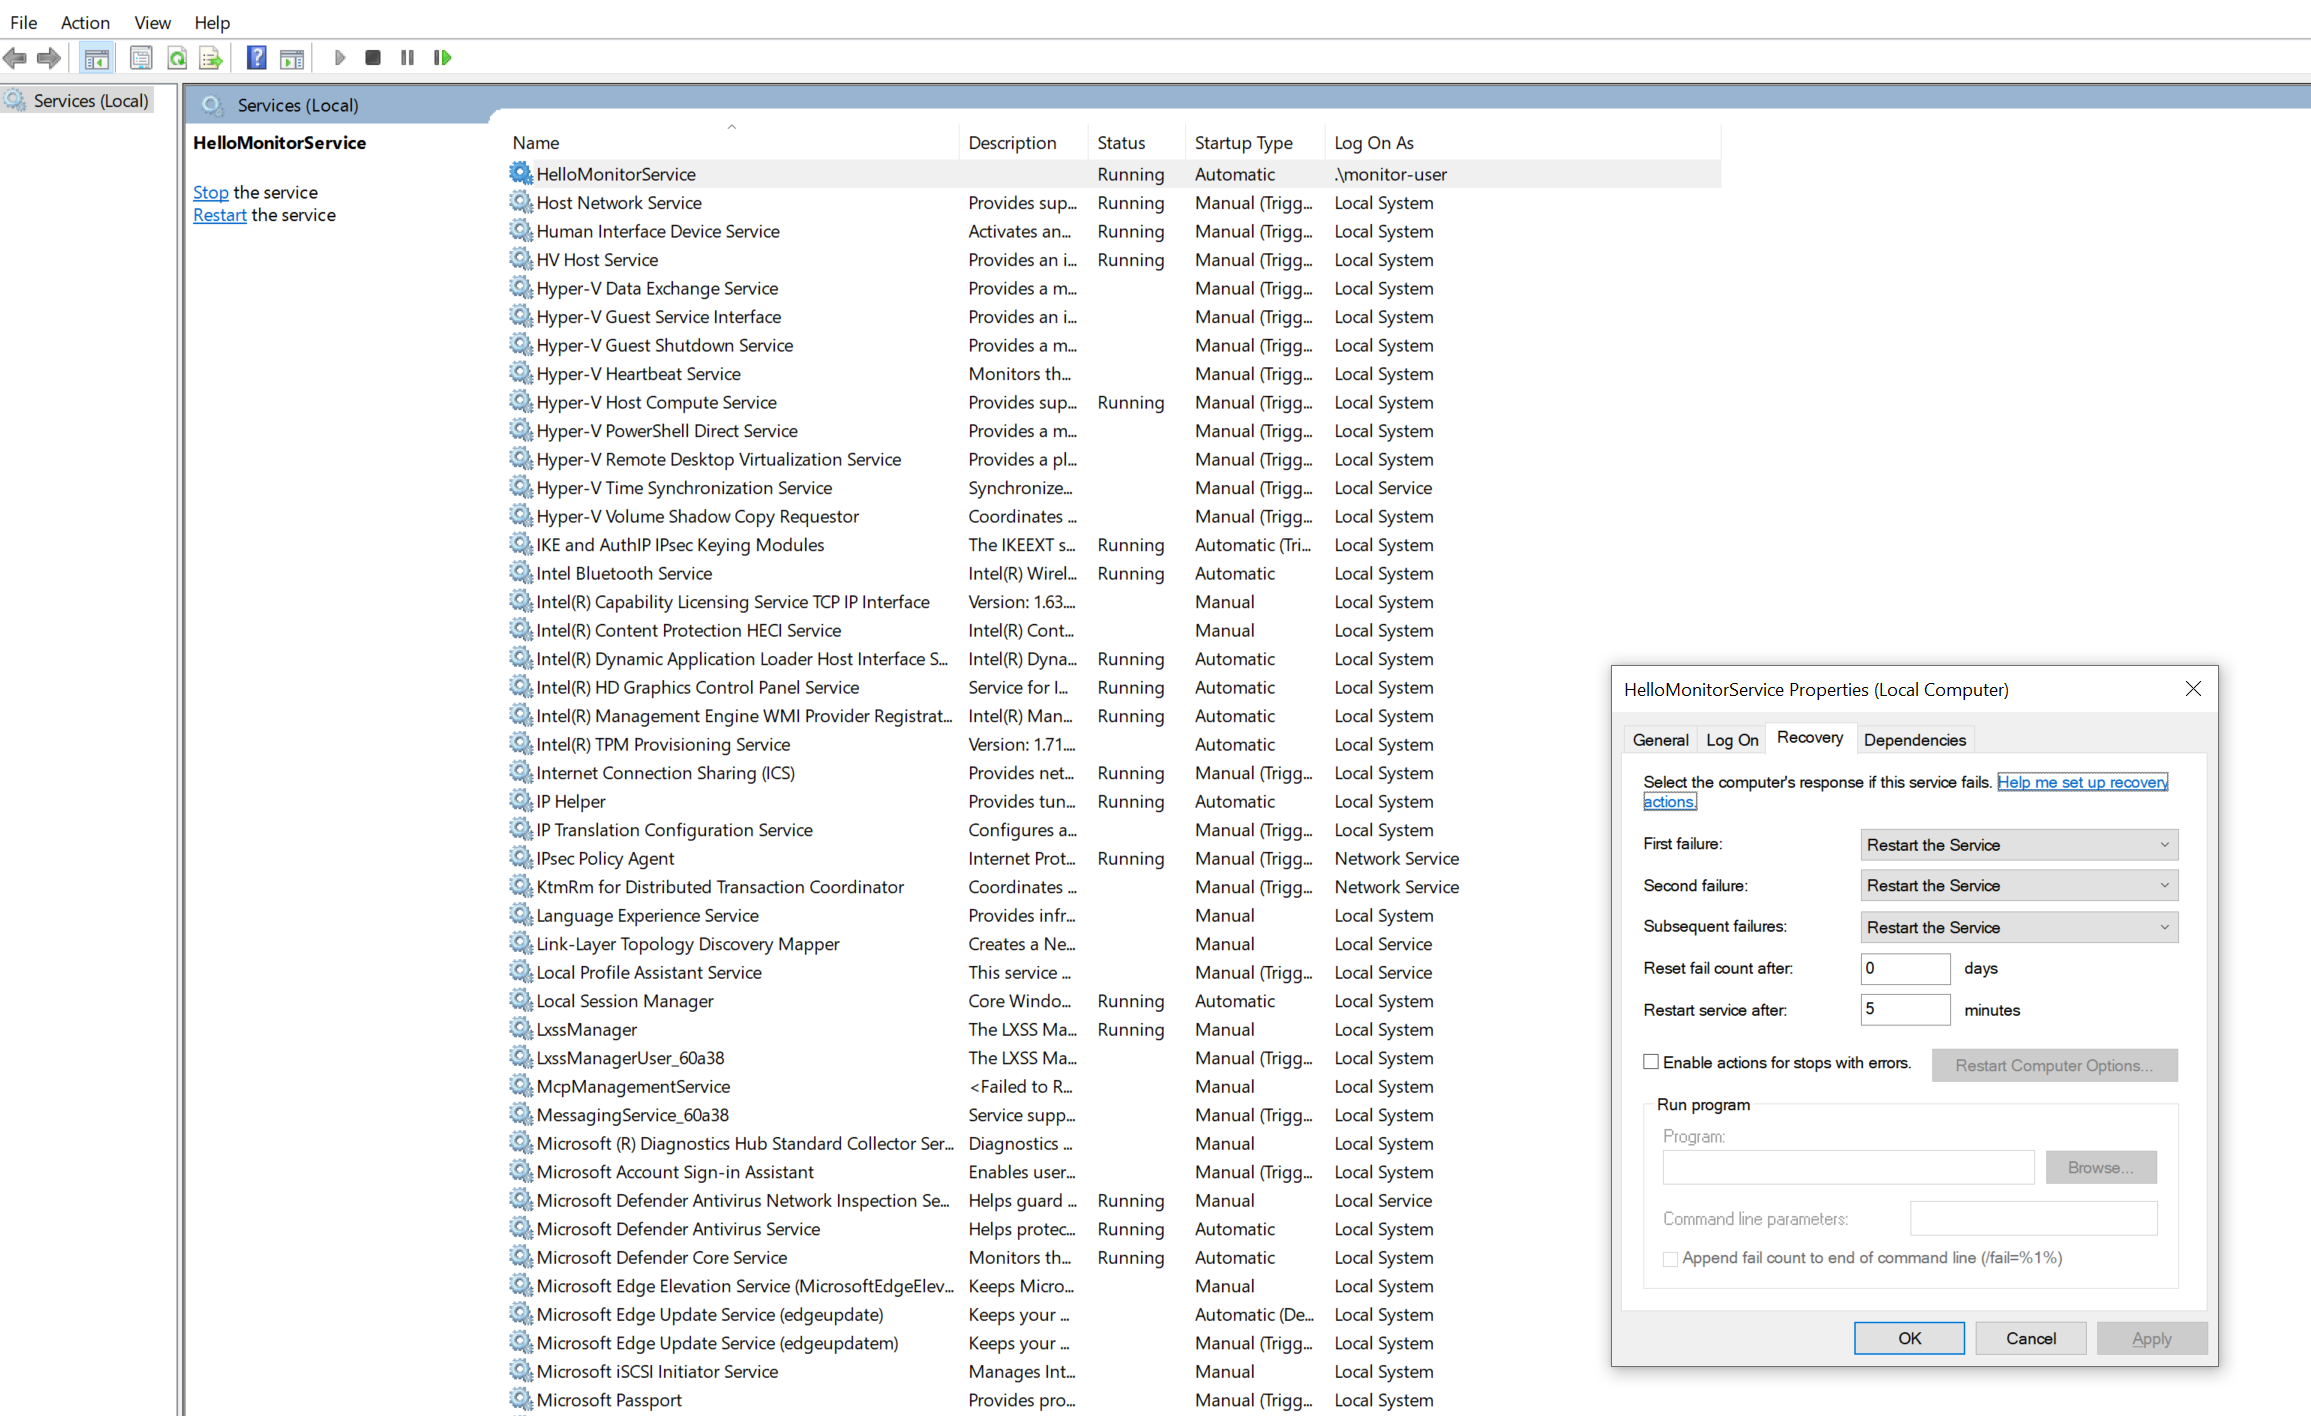 File Action View Help
Services (Local)
Services (Local)
HelloMonitorService
Stop the service
Restart the service
Name Description Status Startup Type Log On As
HelloMonitorService Running Automatic .\monitor-user
Host Network Service Provides sup... Running Manual (Trigg... Local System
Human Interface Device Service Activates an... Running Manual (Trigg... Local System
HV Host Service Provides an i... Running Manual (Trigg... Local System
Hyper-V Data Exchange Service Provides a m... Manual (Trigg... Local System
Hyper-V Guest Service Interface Provides an i... Manual (Trigg... Local System
Hyper-V Guest Shutdown Service Provides a m... Manual (Trigg... Local System
Hyper-V Heartbeat Service Monitors th... Manual (Trigg... Local System
Hyper-V Host Compute Service Provides sup... Running Manual (Trigg... Local System
Hyper-V PowerShell Direct Service Provides a m... Manual (Trigg... Local System
Hyper-V Remote Desktop Virtualization Service Provides a pl... Manual (Trigg... Local System
Hyper-V Time Synchronization Service Synchronize... Manual (Trigg... Local Service
Hyper-V Volume Shadow Copy Requestor Coordinates ... Manual (Trigg... Local System
IKE and AuthIP IPsec Keying Modules The IKEEXT s... Running Automatic (Tri... Local System
Intel Bluetooth Service Intel(R) Wirel... Running Automatic Local System
Intel(R) Capability Licensing Service TCP IP Interface Version: 1.63.... Manual Local System
Intel(R) Content Protection HECI Service Intel(R) Cont... Manual Local System
Intel(R) Dynamic Application Loader Host Interface S... Intel(R) Dyna... Running Automatic Local System
Intel(R) HD Graphics Control Panel Service Service for I... Running Automatic Local System
Intel(R) Management Engine WMI Provider Registrat... Intel(R) Man... Running Automatic Local System
Intel(R) TPM Provisioning Service Version: 1.71.... Automatic Local System
Internet Connection Sharing (ICS) Provides net... Running Manual (Trigg... Local System
IP Helper Provides tun... Running Automatic Local System
IP Translation Configuration Service Configures a... Manual (Trigg... Local System
IPsec Policy Agent Internet Prot... Running Manual (Trigg... Network Service
KtmRm for Distributed Transaction Coordinator Coordinates ... Manual (Trigg... Network Service
Language Experience Service Provides infr... Manual Local System
Link-Layer Topology Discovery Mapper Creates a Ne... Manual Local Service
Local Profile Assistant Service This service ... Manual (Trigg... Local Service
Local Session Manager Core Windo... Running Automatic Local System
LxssManager The LXSS Ma... Running Manual Local System
LxssManagerUser_60a38 The LXSS Ma... Manual (Trigg... Local System
McpManagementService <Failed to R... Manual Local System
MessagingService_60a38 Service supp... Manual (Trigg... Local System
Microsoft (R) Diagnostics Hub Standard Collector Ser... Diagnostics ... Manual Local System
Microsoft Account Sign-in Assistant Enables user... Manual (Trigg... Local System
Microsoft Defender Antivirus Network Inspection Se... Helps guard ... Running Manual Local Service
Microsoft Defender Antivirus Service Helps protec... Running Automatic Local System
Microsoft Defender Core Service Monitors th... Running Automatic Local System
Microsoft Edge Elevation Service (MicrosoftEdgeElev... Keeps Micro... Manual Local System
Microsoft Edge Update Service (edgeupdate) Keeps your ... Automatic (De... Local System
Microsoft Edge Update Service (edgeupdatem) Keeps your ... Manual (Trigg... Local System
Microsoft iSCSI Initiator Service Manages Int... Manual Local System
Microsoft Passport Provides pro... Manual (Trigg... Local System
HelloMonitorService Properties (Local Computer)
General Log On Recovery Dependencies
Select the computer's response if this service fails. Help me set up recovery
actions.
First failure: Restart the Service
Second failure: Restart the Service
Subsequent failures: Restart the Service
Reset fail count after: 0 days
Restart service after: 5 minutes
Enable actions for stops with errors. Restart Computer Options...
Run program
Program:
Browse...
Command line parameters:
Append fail count to end of command line (/fail=%1%)
OK Cancel Apply